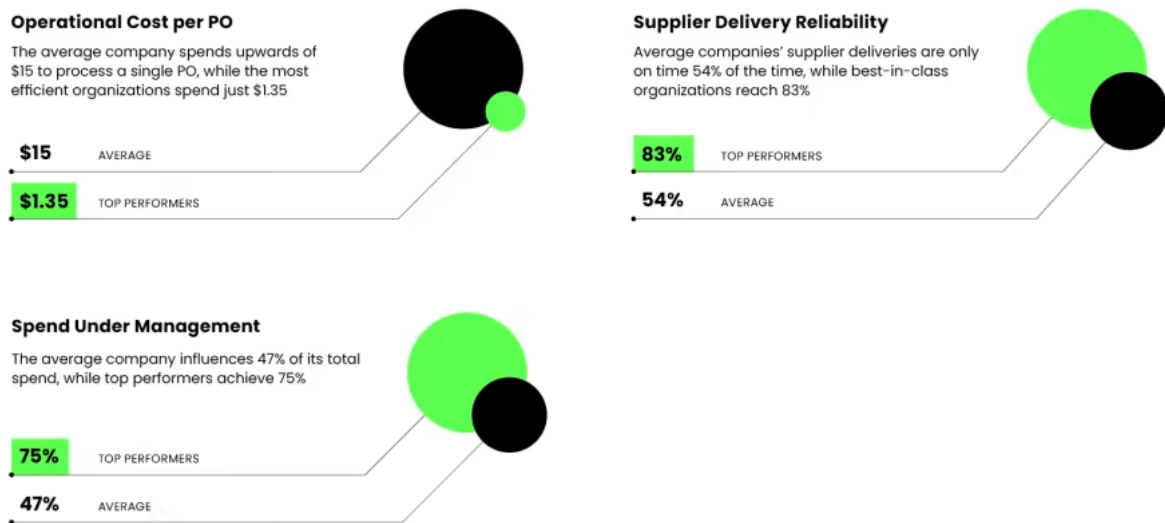 Operational Cost per PO
The average company spends upwards of
$15 to process a single PO, while the most
efficient organizations spend just $1.35
$15 AVERAGE
$1.35 TOP PERFORMERS
Supplier Delivery Reliability
Average companies’ supplier deliveries are only
on time 54% of the time, while best-in-class
organizations reach 83%
83% TOP PERFORMERS
54% AVERAGE
Spend Under Management
The average company influences 47% of its total
spend, while top performers achieve 75%
75% TOP PERFORMERS
47% AVERAGE